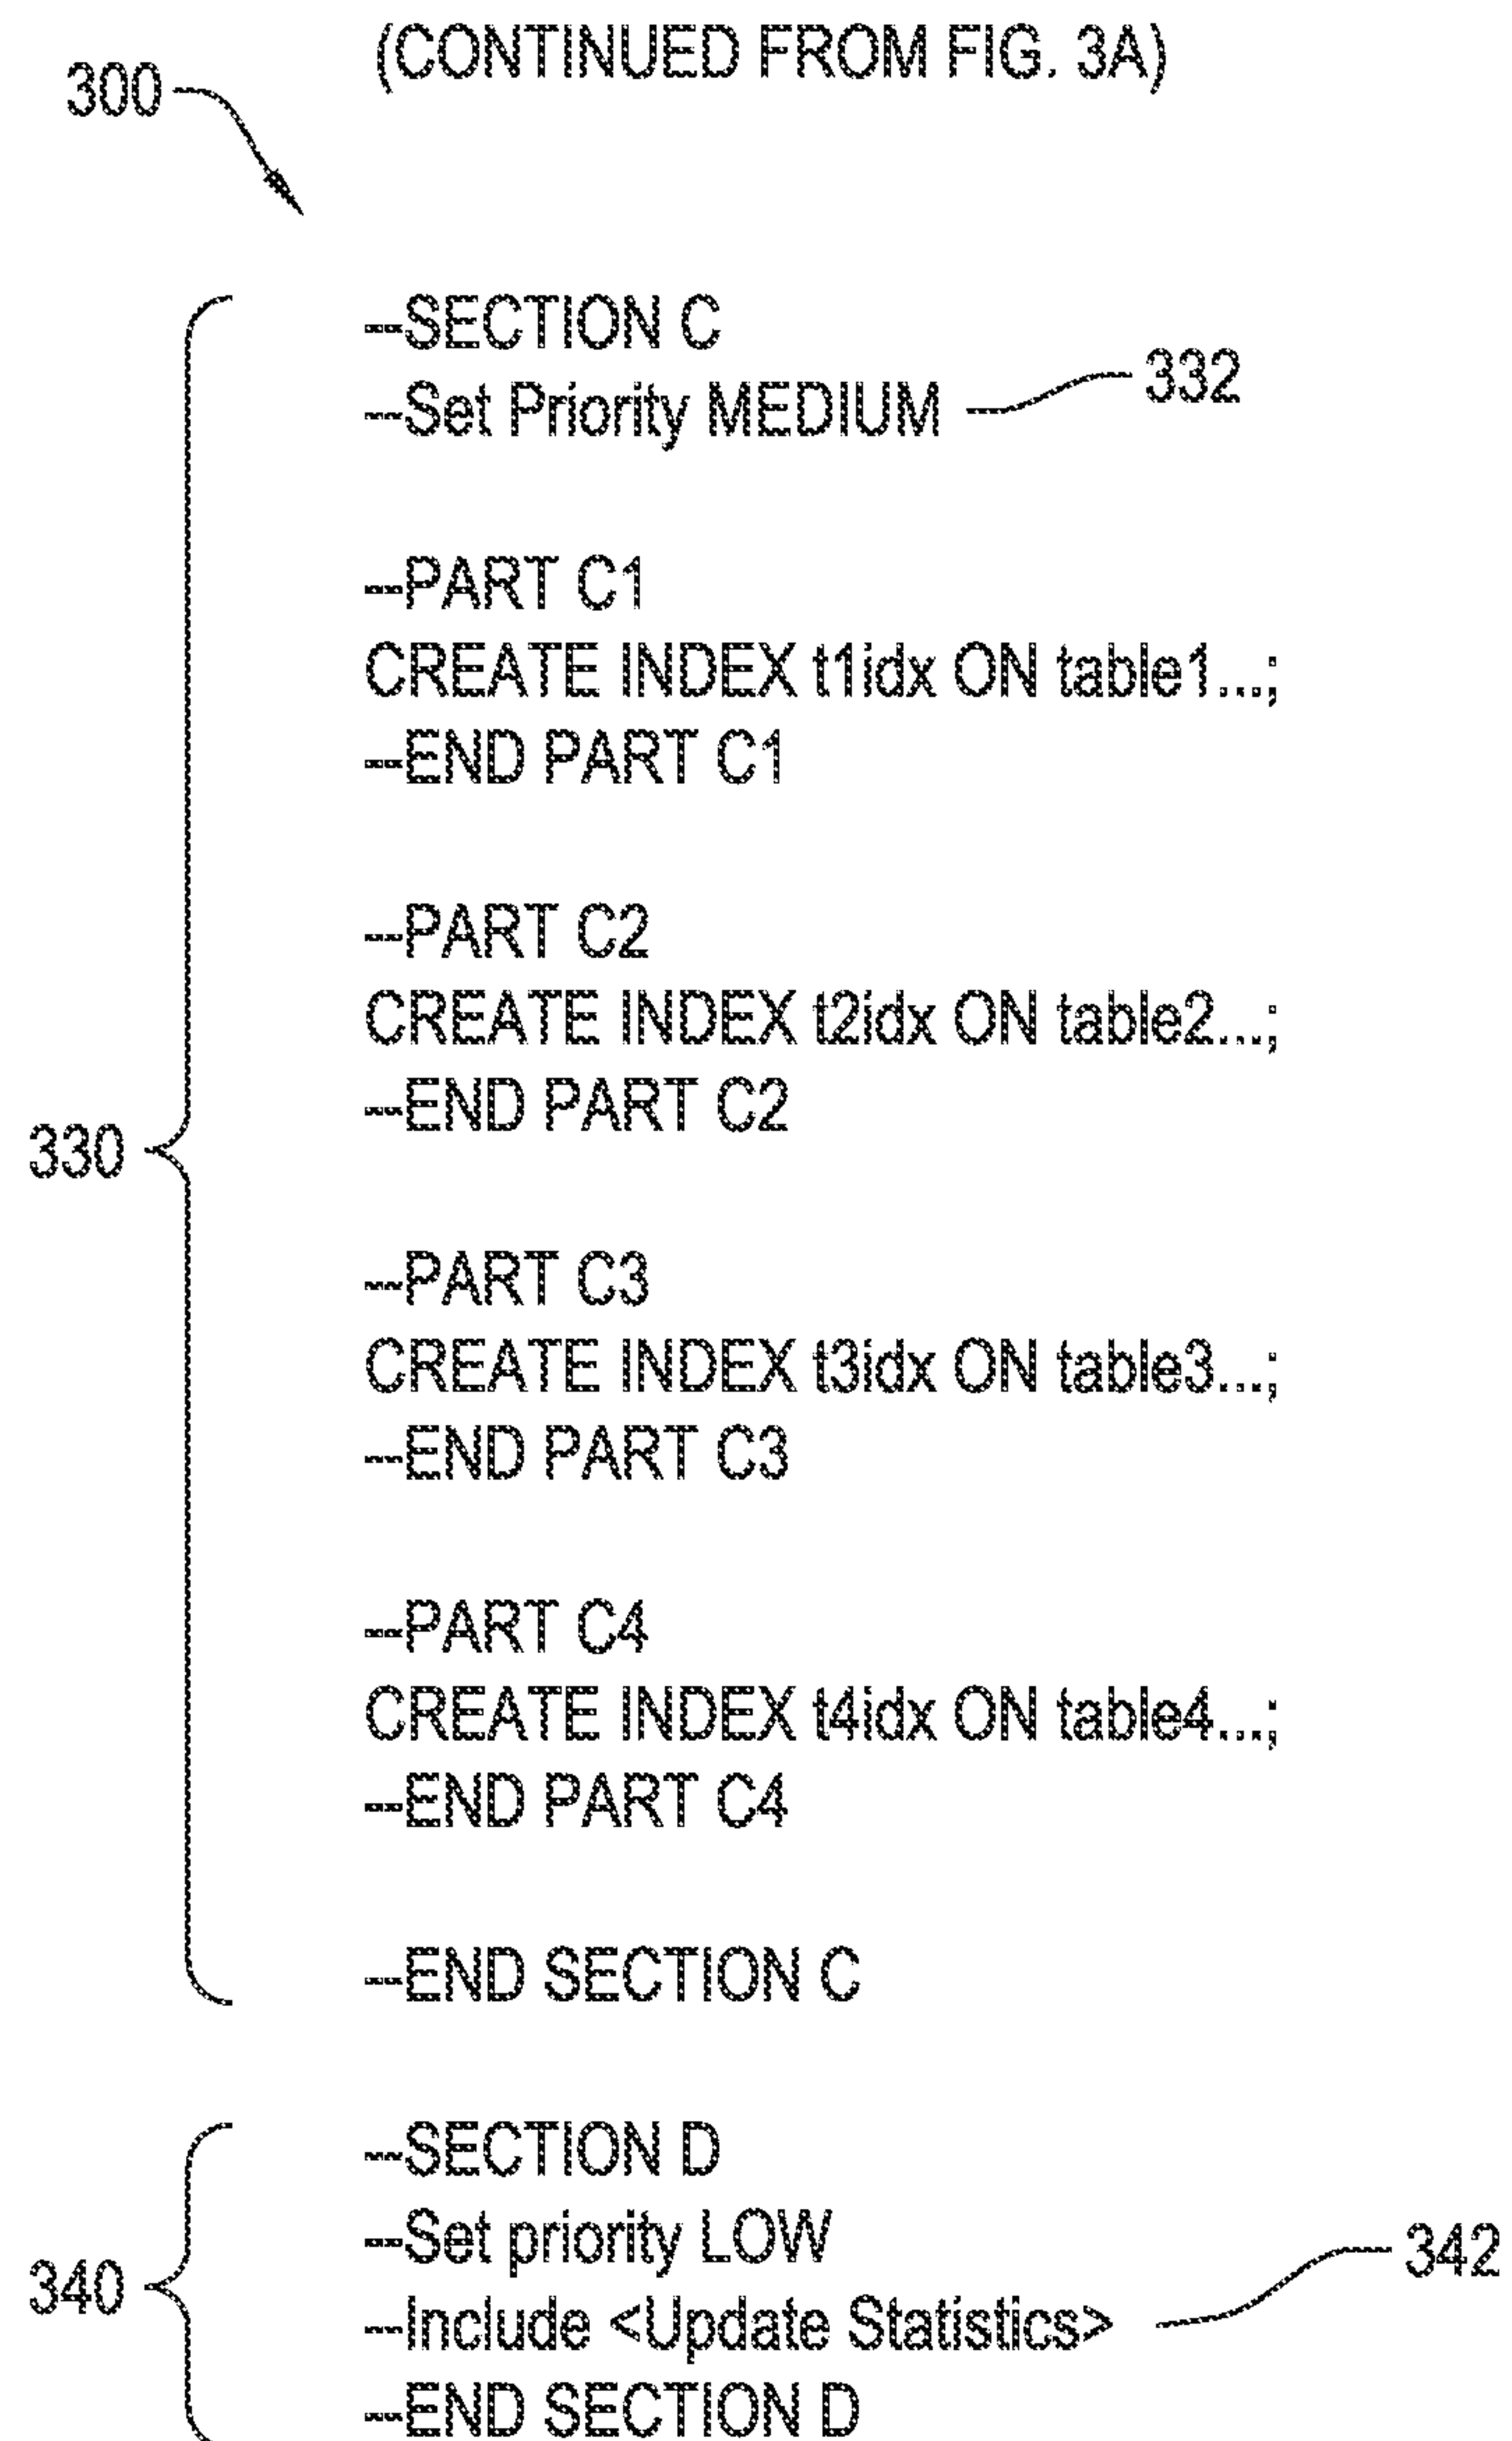 (CONTINUED FROM FIG. 3A)
300
--SECTION C
--Set Priority MEDIUM
332
--PART C1
CREATE INDEX t1idx ON table1...;
--END PART C1
--PART C2
CREATE INDEX t2idx ON table2...;
--END PART C2
330
--PART C3
CREATE INDEX t3idx ON table3...;
--END PART C3
--PART C4
CREATE INDEX t4idx ON table4...;
--END PART C4
--END SECTION C
--SECTION D
--Set priority LOW
342
340
--Include <Update Statistics>
--END SECTION D